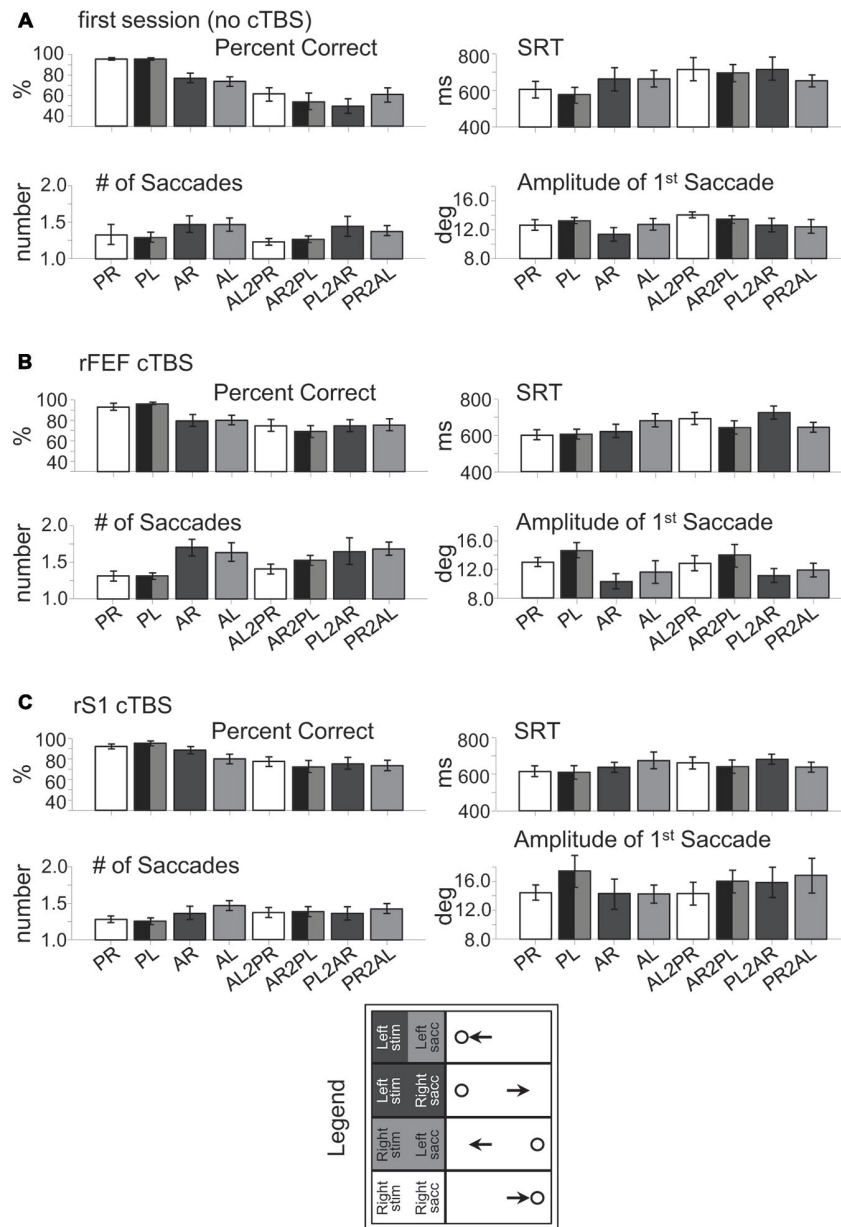 A first session (no cTBS)
Percent Correct
%
100
80
60
40
SRT
ms
800
600
400
# of Saccades
number
2.0
1.5
1.0
PR PL AR AL AL2PR AR2PL PL2AR PR2AL
Amplitude of 1st Saccade
deg
16.0
12.0
8.0
PR PL AR AL AL2PR AR2PL PL2AR PR2AL
B rFEF cTBS
Percent Correct
%
100
80
60
40
SRT
ms
800
600
400
# of Saccades
number
2.0
1.5
1.0
PR PL AR AL AL2PR AR2PL PL2AR PR2AL
Amplitude of 1st Saccade
deg
16.0
12.0
8.0
PR PL AR AL AL2PR AR2PL PL2AR PR2AL
C rS1 cTBS
Percent Correct
%
100
80
60
40
SRT
ms
800
600
400
# of Saccades
number
2.0
1.5
1.0
PR PL AR AL AL2PR AR2PL PL2AR PR2AL
Amplitude of 1st Saccade
deg
16.0
12.0
8.0
PR PL AR AL AL2PR AR2PL PL2AR PR2AL
Legend
Left stim
Left sacc
Left stim
Right sacc
Right stim
Left sacc
Right stim
Right sacc